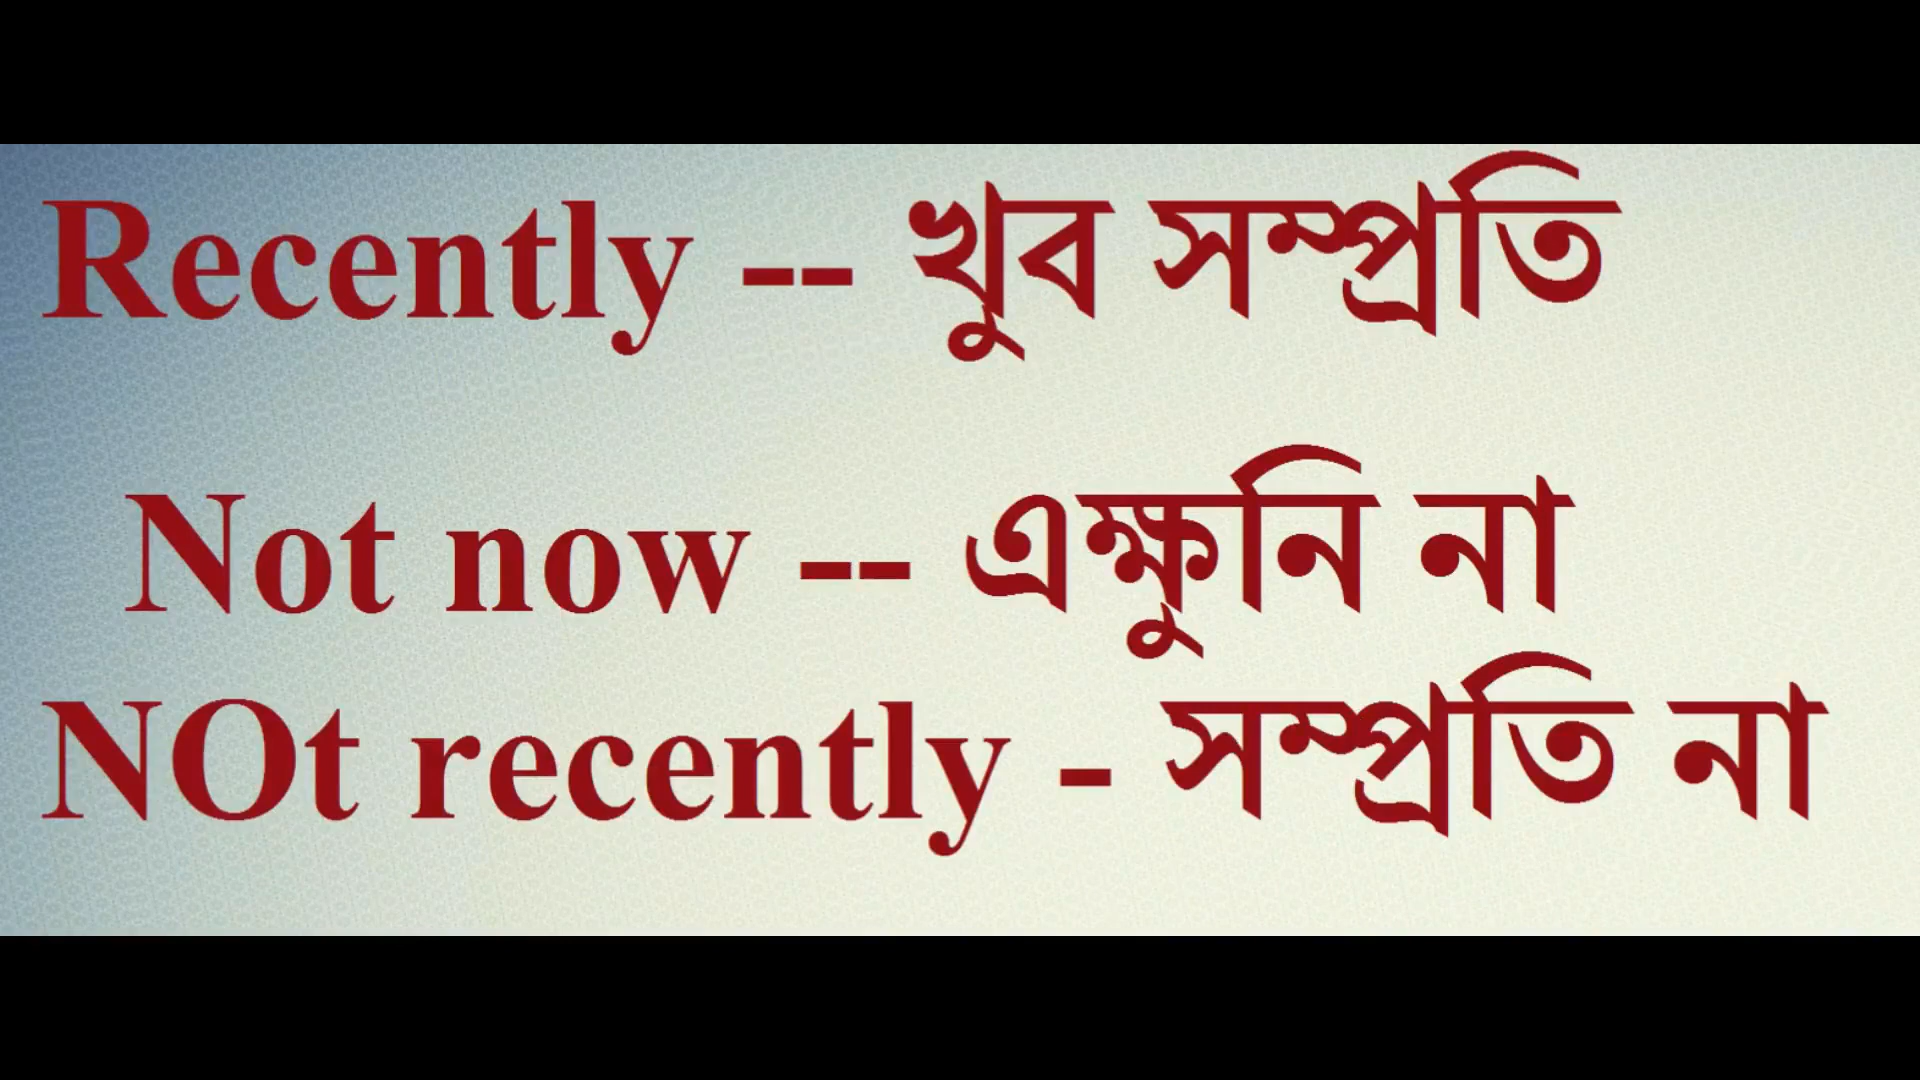 Recently -- খুব সম্প্রতি
Not now -- এক্ষুনি না
NOt recently - সম্প্রতি না